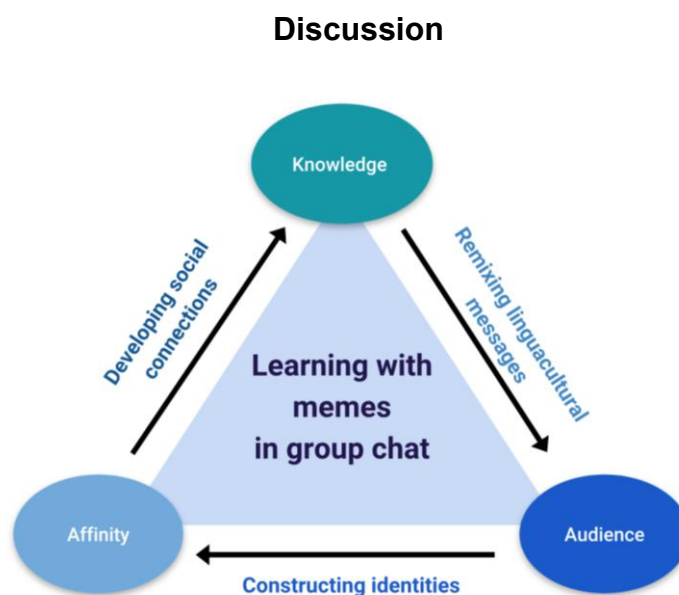 Discussion
Knowledge
Developing social
connections
Remixing linguacultural
messages
Learning with
memes
in group chat
Affinity
Audience
Constructing identities